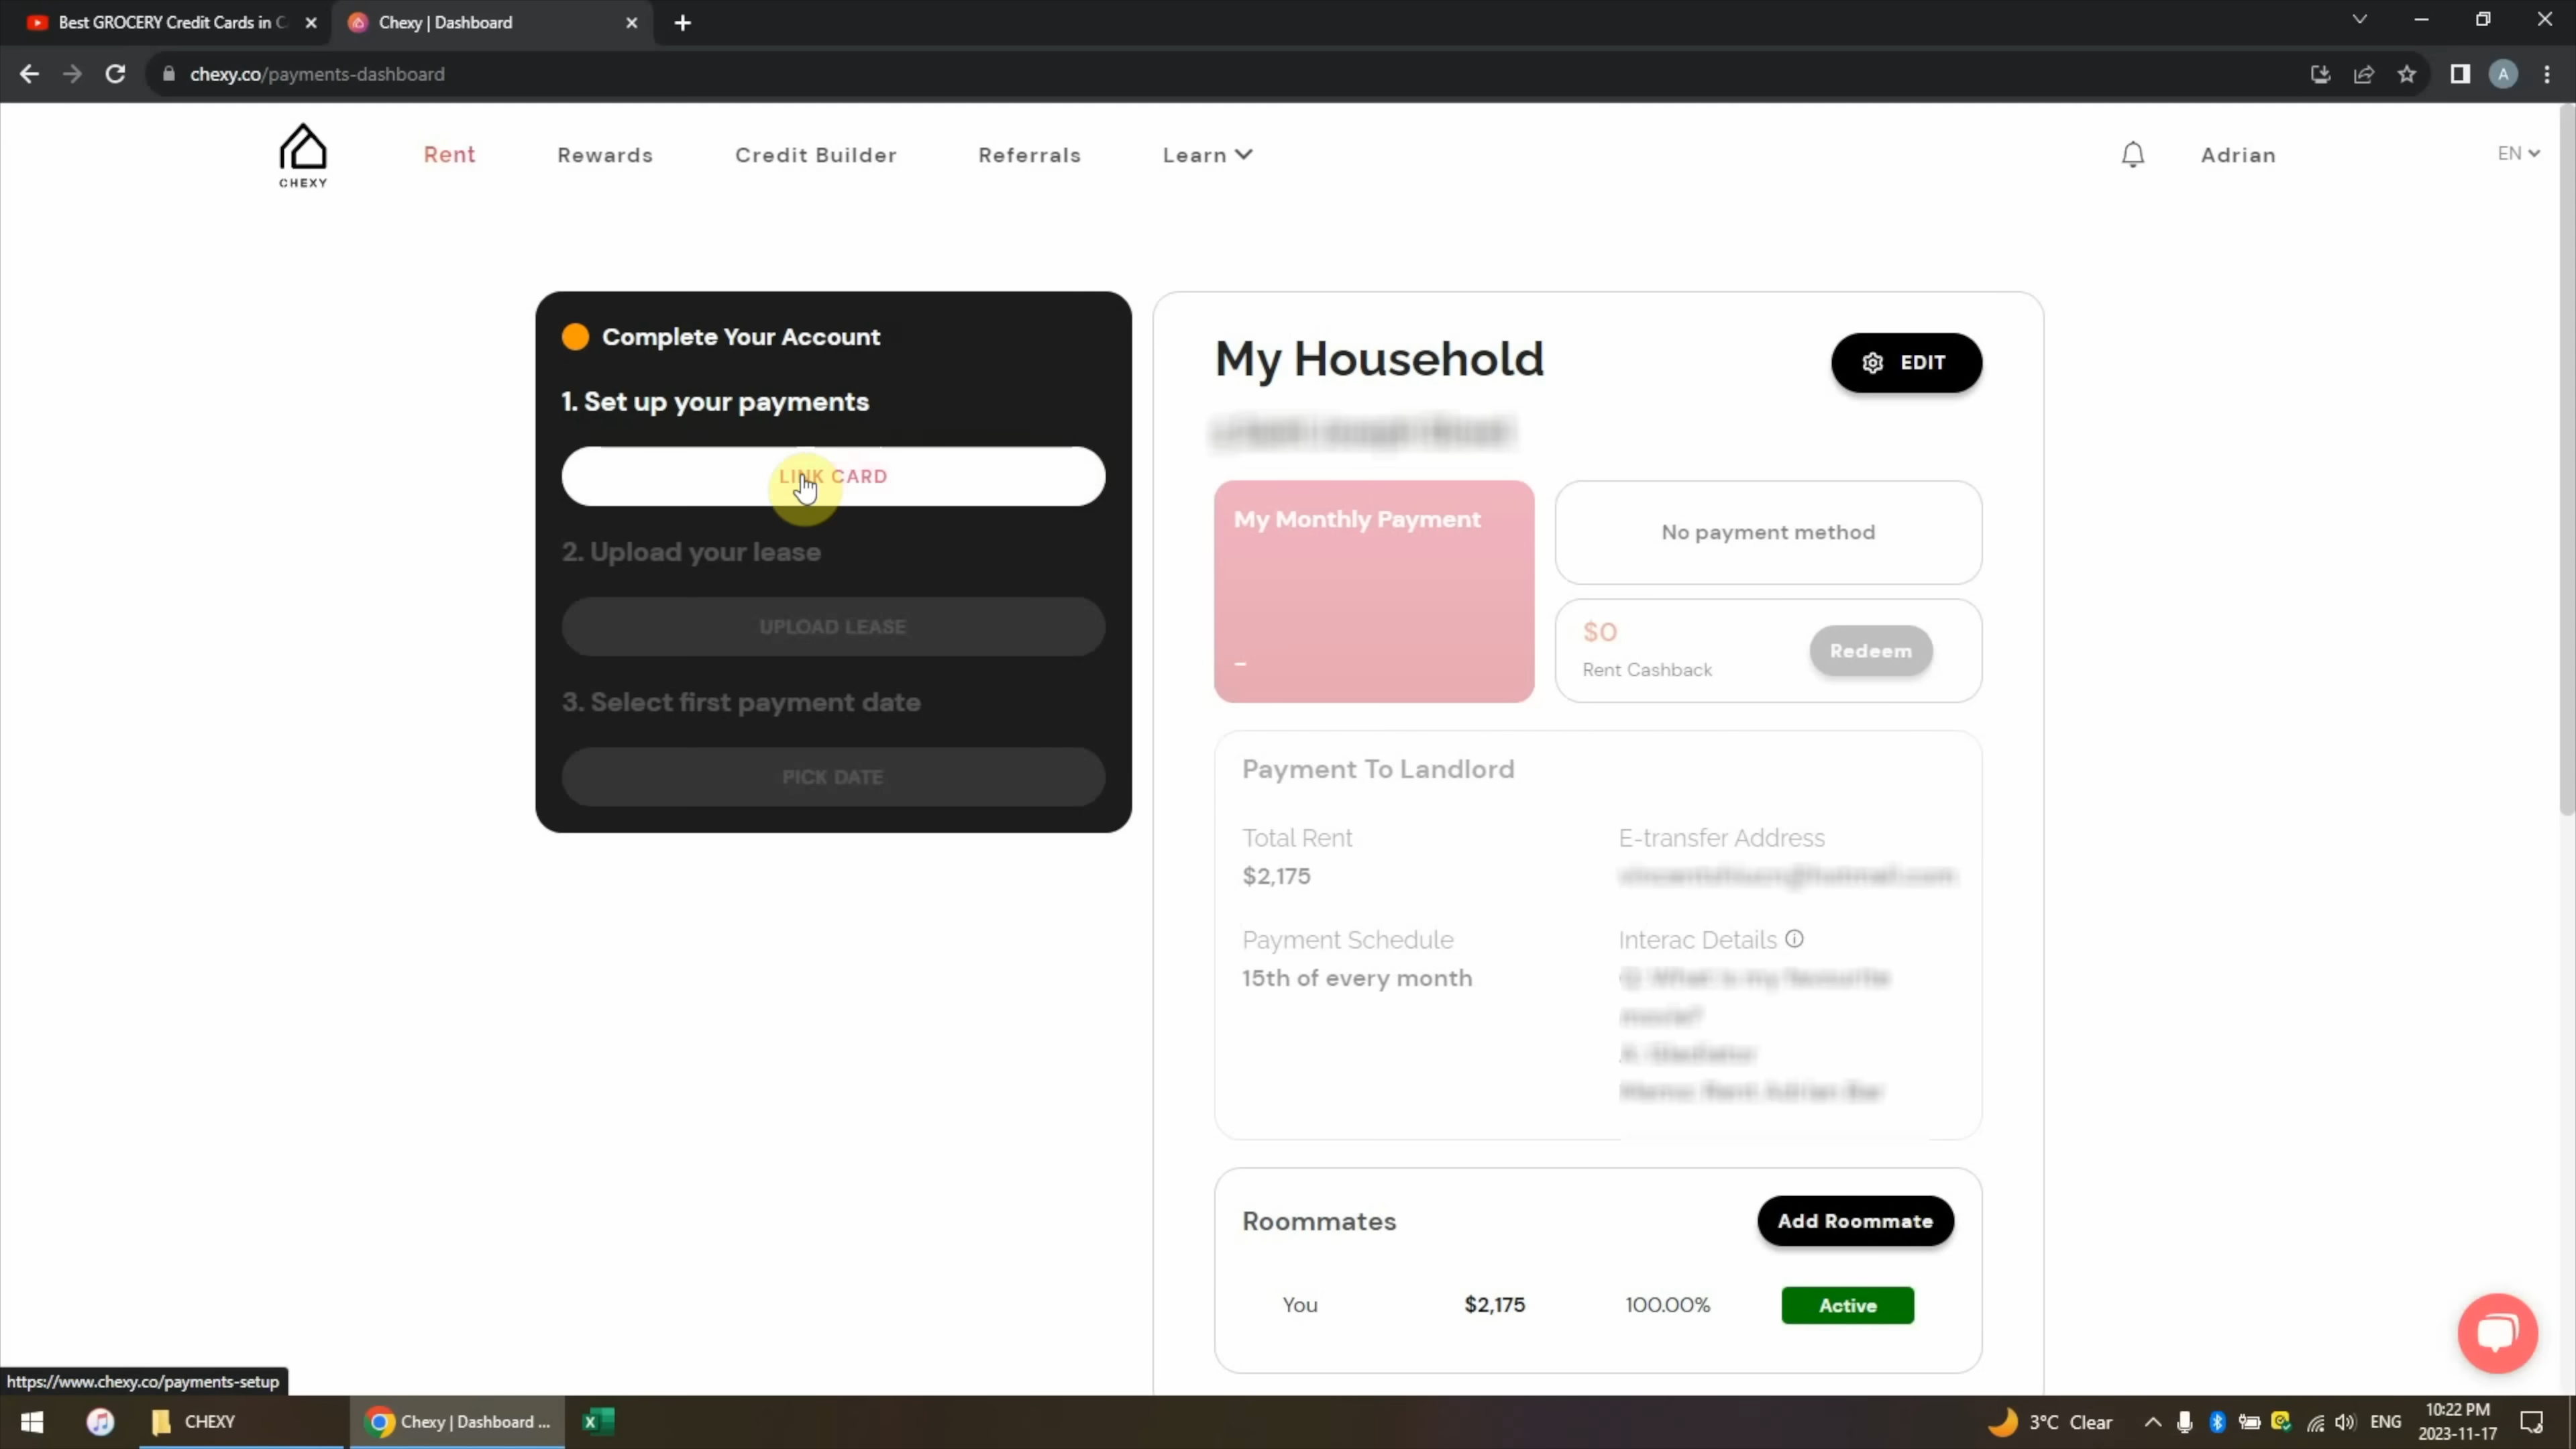 Best GROCERY Credit Cards in C
Chexy | Dashboard
chexy.co/payments-dashboard
A
CHEXY
Rent
Rewards
Credit Builder
Referrals
Learn
Adrian
EN
Complete Your Account
1. Set up your payments
LINK CARD
2. Upload your lease
UPLOAD LEASE
3. Select first payment date
PICK DATE
My Household
EDIT
My Monthly Payment
-
No payment method
$0
Rent Cashback
Redeem
Payment To Landlord
Total Rent
$2,175
E-transfer Address
Payment Schedule
15th of every month
Interac Details
Roommates
Add Roommate
You $2,175 100.00% Active
https://www.chexy.co/payments-setup
CHEXY
Chexy | Dashboard ...
3°C Clear
ENG
10:22 PM
2023-11-17